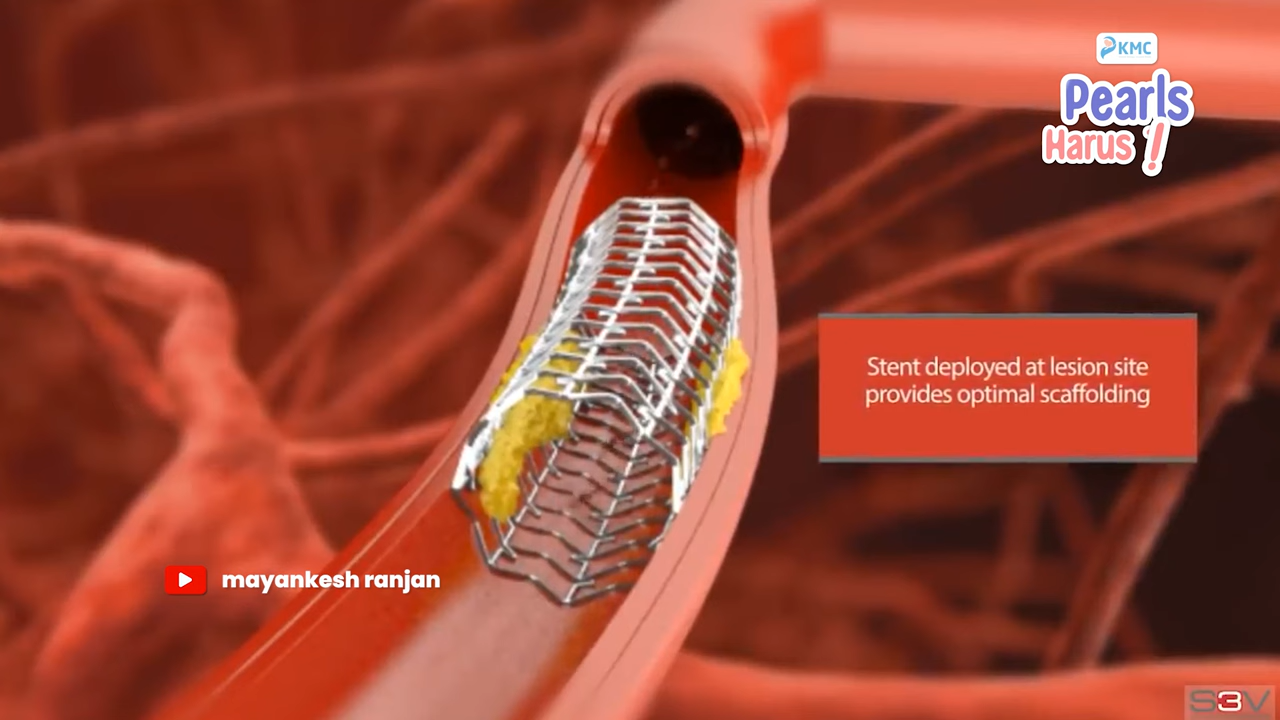 KMC
Pearls
Harus !
Stent deployed at lesion site
provides optimal scaffolding
mayankesh ranjan
S3V